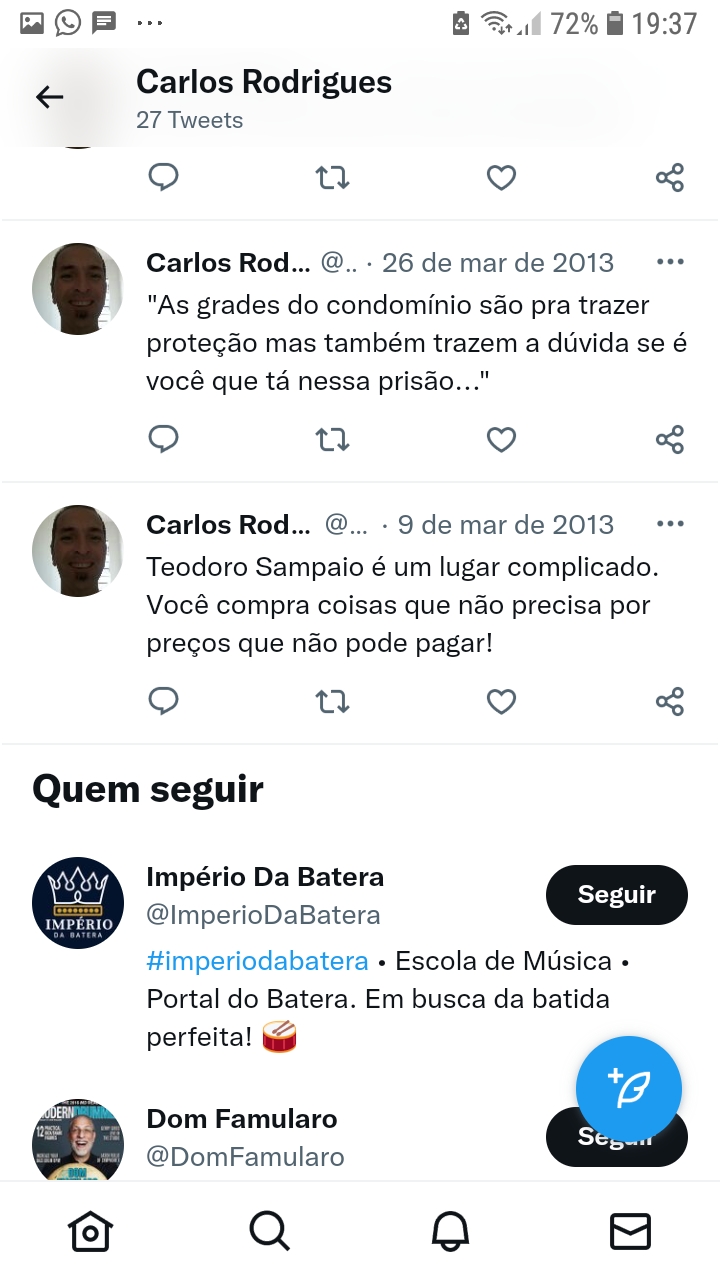 72% 19:37
Carlos Rodrigues
27 Tweets
Carlos Rod... @.. · 26 de mar de 2013
"As grades do condomínio são pra trazer
proteção mas também trazem a dúvida se é
você que tá nessa prisão..."
Carlos Rod... @... · 9 de mar de 2013
Teodoro Sampaio é um lugar complicado.
Você compra coisas que não precisa por
preços que não pode pagar!
Quem seguir
IMPÉRIO
DA BATERA
Império Da Batera
@ImperioDaBatera
Seguir
#imperiodabatera • Escola de Música •
Portal do Batera. Em busca da batida
perfeita! 🥁
Dom Famularo
@DomFamularo
Seguir
DOM